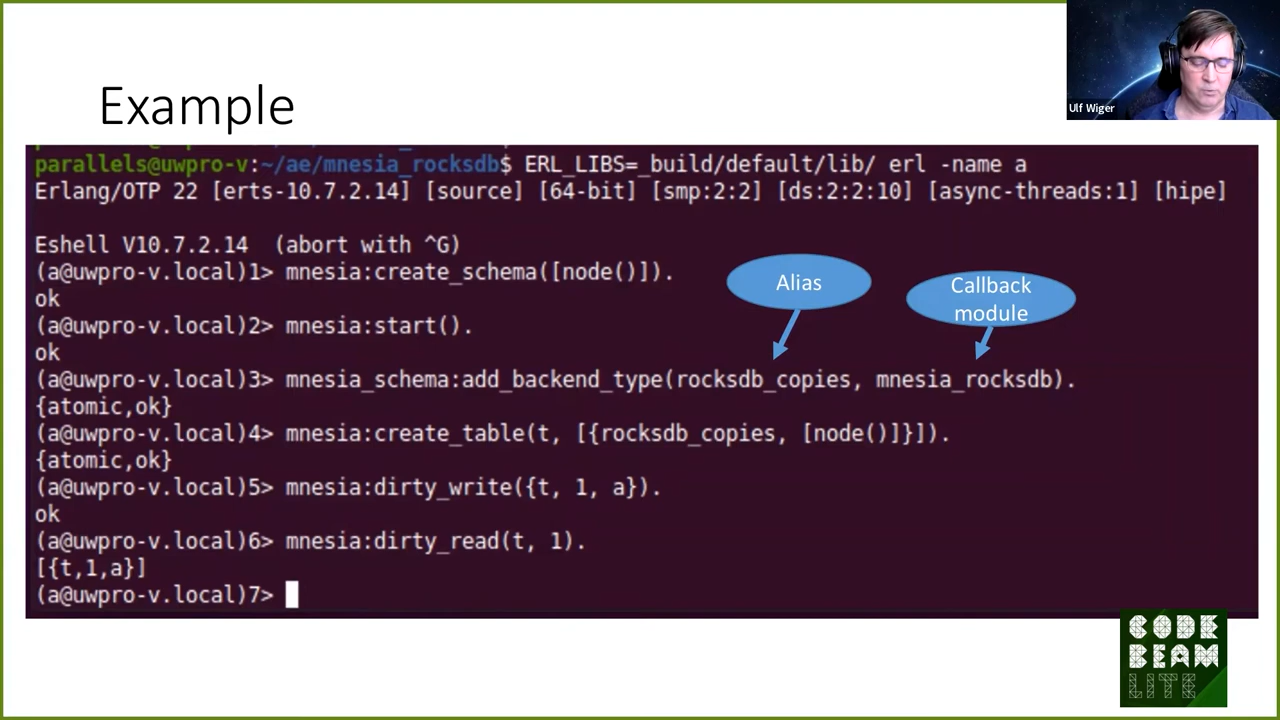 Ulf Wiger
Example
parallels@uwpro-v:~/ae/mnesia_rocksdb$ ERL_LIBS=_build/default/lib/ erl -name a
Erlang/OTP 22 [erts-10.7.2.14] [source] [64-bit] [smp:2:2] [ds:2:2:10] [async-threads:1] [hipe]
Eshell V10.7.2.14  (abort with ^G)
(a@uwpro-v.local)1> mnesia:create_schema([node()]).
ok
(a@uwpro-v.local)2> mnesia:start().
ok
Alias
Callback
module
(a@uwpro-v.local)3> mnesia_schema:add_backend_type(rocksdb_copies, mnesia_rocksdb).
{atomic,ok}
(a@uwpro-v.local)4> mnesia:create_table(t, [{rocksdb_copies, [node()]}]).
{atomic,ok}
(a@uwpro-v.local)5> mnesia:dirty_write({t, 1, a}).
ok
(a@uwpro-v.local)6> mnesia:dirty_read(t, 1).
[{t,1,a}]
(a@uwpro-v.local)7>
CODE
BEAM
LITE